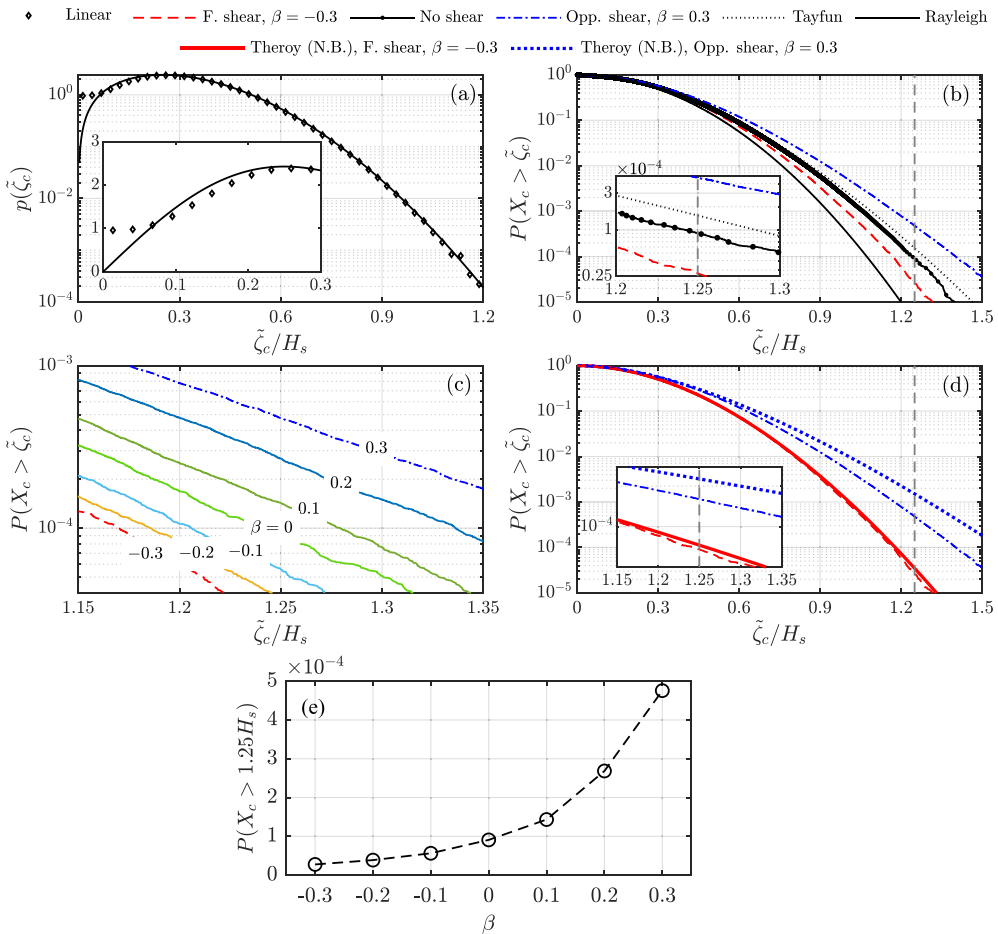 Linear F. shear, β = −0.3 No shear Opp. shear, β = 0.3 Tayfun Rayleigh
Theroy (N.B.), F. shear, β = −0.3 Theroy (N.B.), Opp. shear, β = 0.3
(a)
p(ζ̃c)
10^0
10^-2
10^-4
0 0.3 0.6 0.9 1.2
ζ̃c/Hs
3
2
1
0
0 0.1 0.2 0.3
(b)
P(Xc > ζ̃c)
10^0
10^-1
10^-2
10^-3
10^-4
10^-5
0 0.3 0.6 0.9 1.2 1.5
ζ̃c/Hs
×10^-4
3
1
0.25
1.2 1.25 1.3
(c)
P(Xc > ζ̃c)
10^-3
10^-4
0.3
0.2
0.1
β = 0
−0.3 −0.2 −0.1
1.15 1.2 1.25 1.3 1.35
ζ̃c/Hs
(d)
P(Xc > ζ̃c)
10^0
10^-1
10^-2
10^-3
10^-4
10^-5
0 0.3 0.6 0.9 1.2 1.5
ζ̃c/Hs
10^-4
1.15 1.2 1.25 1.3 1.35
(e)
×10^-4
P(Xc > 1.25Hs)
5
4
3
2
1
0
-0.3 -0.2 -0.1 0 0.1 0.2 0.3
β